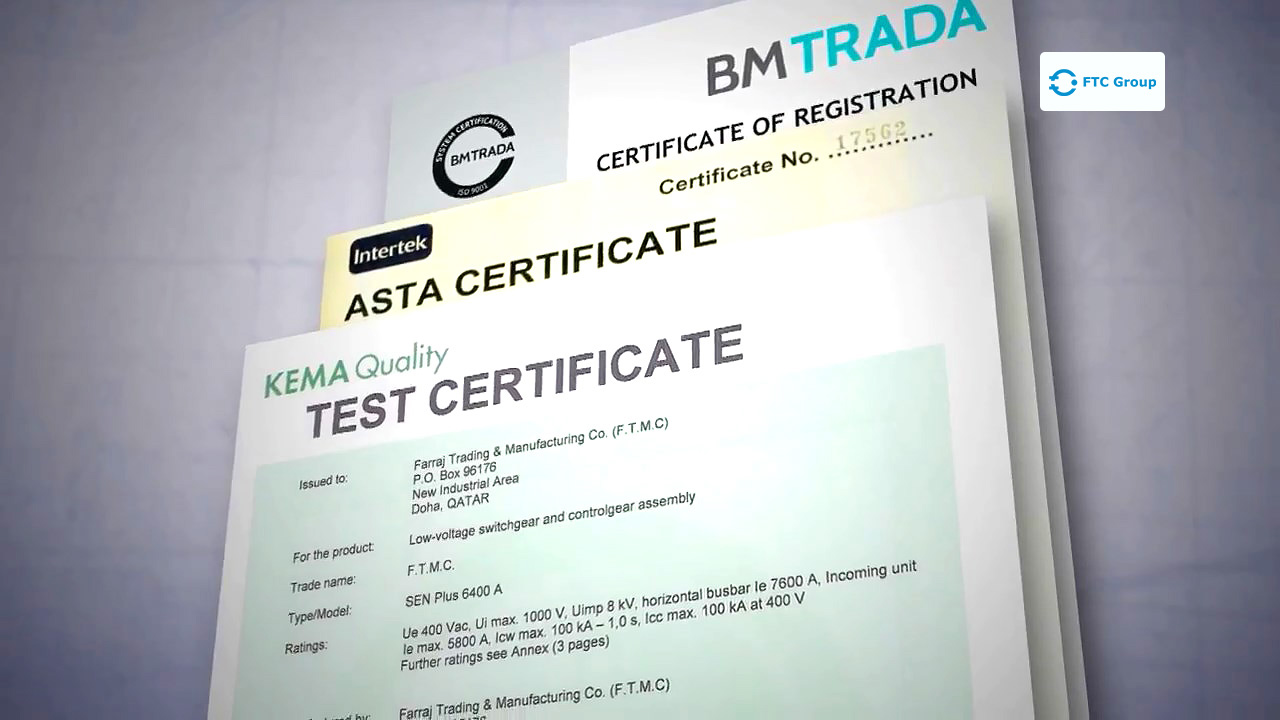 BMTRADA
CERTIFICATE OF REGISTRATION
Certificate No. 17562
FTC Group
SYSTEM CERTIFICATION
BMTRADA
ISO 9001
Intertek
ASTA CERTIFICATE
KEMA Quality
TEST CERTIFICATE
Issued to:
Farraj Trading & Manufacturing Co. (F.T.M.C)
P.O. Box 96176
New Industrial Area
Doha, QATAR
For the product: Low-voltage switchgear and controlgear assembly
Trade name: F.T.M.C.
Type/Model: SEN Plus 6400 A
Ratings: Ue 400 Vac, Ui max. 1000 V, Uimp 8 kV, horizontal busbar Ie 7600 A, Incoming unit
Ie max. 5800 A, Icw max. 100 kA – 1,0 s, Icc max. 100 kA at 400 V
Further ratings see Annex (3 pages)
Farraj Trading & Manufacturing Co. (F.T.M.C)